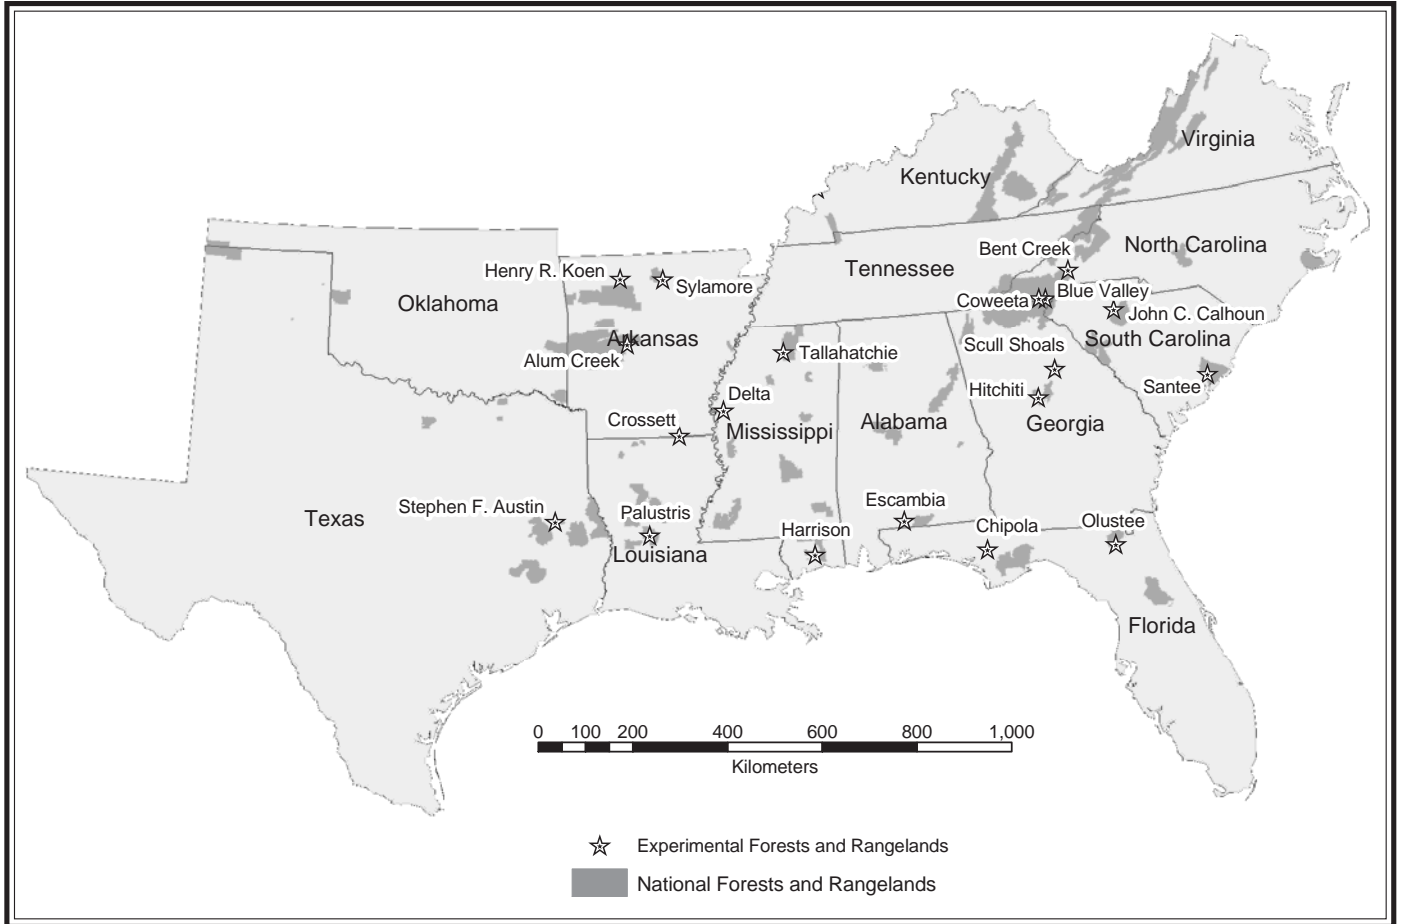 Virginia
Kentucky
North Carolina
Bent Creek
Tennessee
Henry R. Koen
Sylamore
Oklahoma
Coweeta
Blue Valley
John C. Calhoun
Arkansas
South Carolina
Scull Shoals
Alum Creek
Tallahatchie
Santee
Hitchiti
Delta
Crossett
Mississippi
Alabama
Georgia
Escambia
Stephen F. Austin
Texas
Palustris
Harrison
Chipola
Olustee
Louisiana
Florida
0 100 200 400 600 800 1,000
Kilometers
Experimental Forests and Rangelands
National Forests and Rangelands